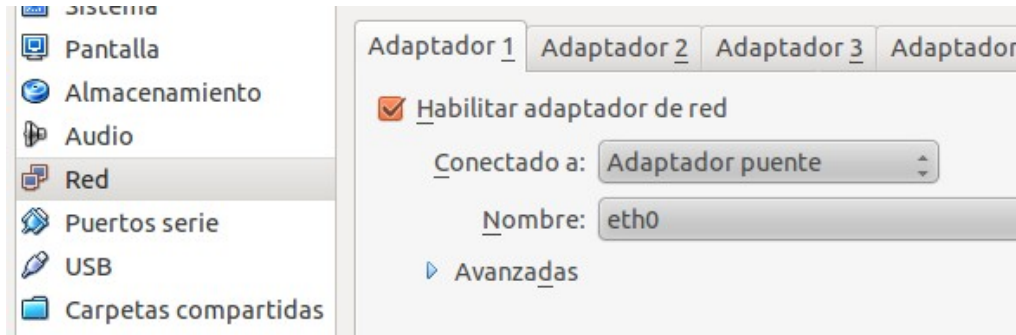 Sistema
Pantalla
Almacenamiento
Audio
Red
Puertos serie
USB
Carpetas compartidas
Adaptador 1 Adaptador 2 Adaptador 3 Adaptador
Habilitar adaptador de red
Conectado a: Adaptador puente
Nombre: eth0
Avanzadas